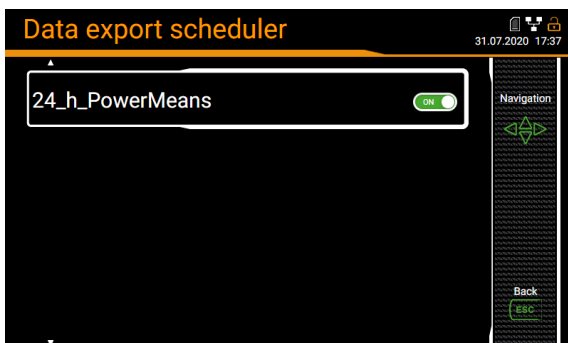 Data export scheduler
31.07.2020 17:37
24_h_PowerMeans
ON
Navigation
Back
ESC